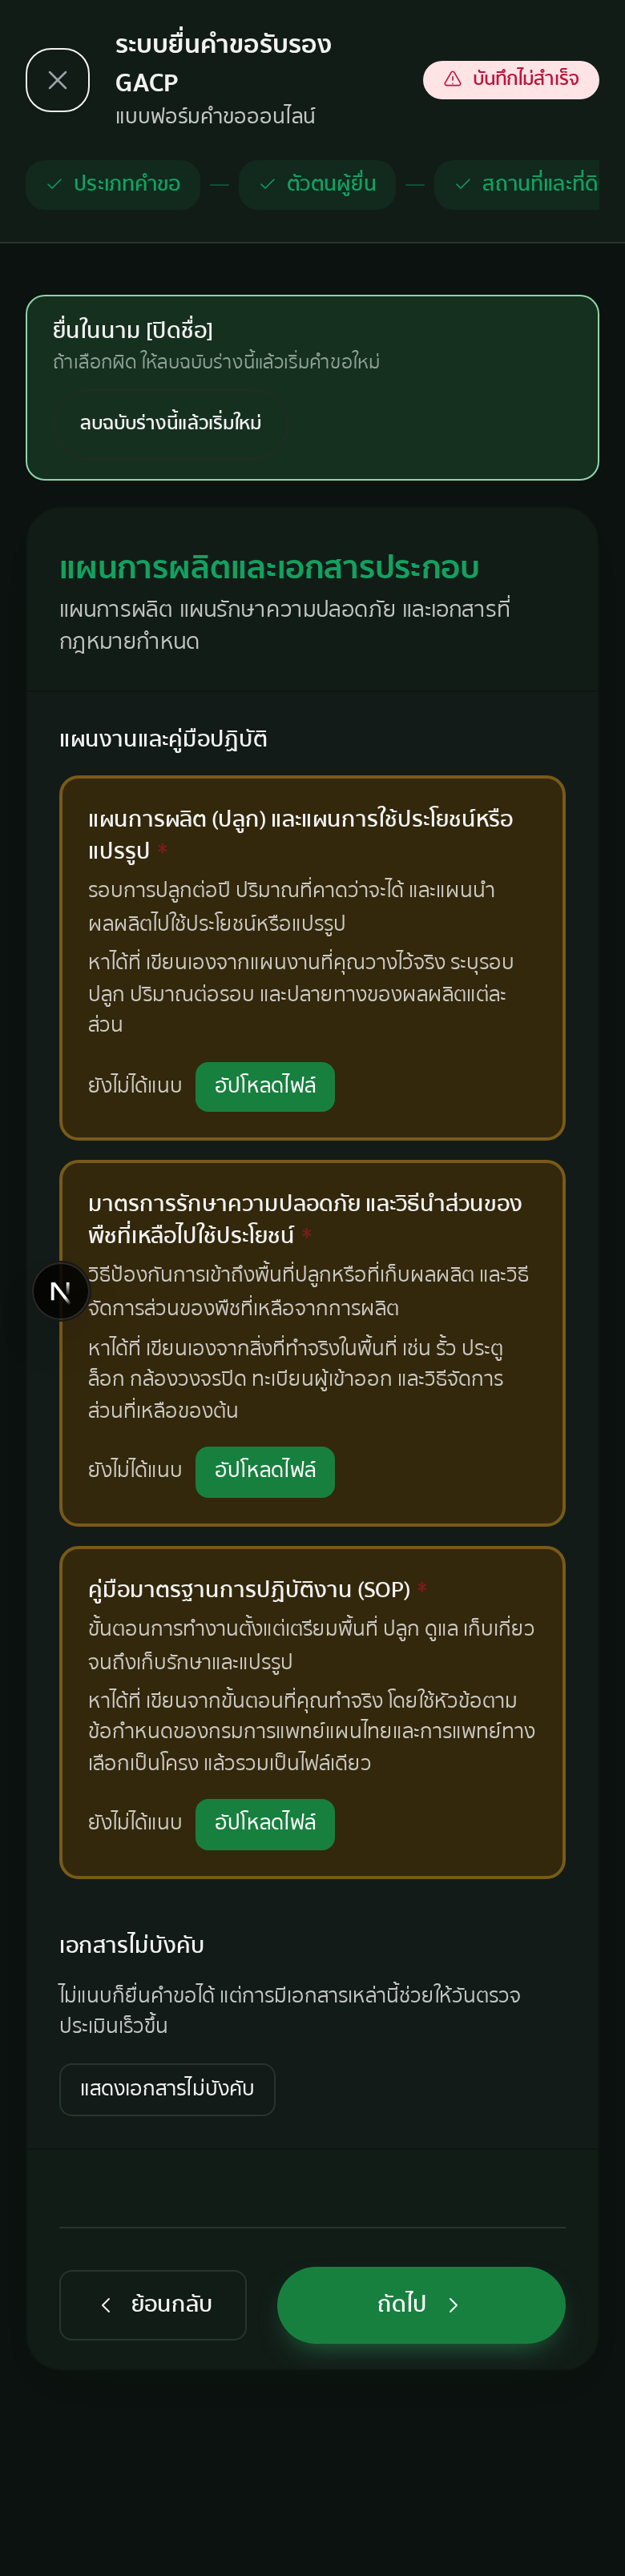 ระบบยื่นคำขอรับรอง
GACP
แบบฟอร์มคำขอออนไลน์
บันทึกไม่สำเร็จ
ประเภทคำขอ — ตัวตนผู้ยื่น — สถานที่และที่ดิ
ยื่นในนาม [ปิดชื่อ]
ถ้าเลือกผิด ให้ลบฉบับร่างนี้แล้วเริ่มคำขอใหม่
ลบฉบับร่างนี้แล้วเริ่มใหม่
แผนการผลิตและเอกสารประกอบ
แผนการผลิต แผนรักษาความปลอดภัย และเอกสารที่
กฎหมายกำหนด
แผนงานและคู่มือปฏิบัติ
แผนการผลิต (ปลูก) และแผนการใช้ประโยชน์หรือ
แปรรูป *
รอบการปลูกต่อปี ปริมาณที่คาดว่าจะได้ และแผนนำ
ผลผลิตไปใช้ประโยชน์หรือแปรรูป
หาได้ที่ เขียนเองจากแผนงานที่คุณวางไว้จริง ระบุรอบ
ปลูก ปริมาณต่อรอบ และปลายทางของผลผลิตแต่ละ
ส่วน
ยังไม่ได้แนบ อัปโหลดไฟล์
มาตรการรักษาความปลอดภัย และวิธีนำส่วนของ
พืชที่เหลือไปใช้ประโยชน์ *
วิธีป้องกันการเข้าถึงพื้นที่ปลูกหรือที่เก็บผลผลิต และวิธี
จัดการส่วนของพืชที่เหลือจากการผลิต
หาได้ที่ เขียนเองจากสิ่งที่ทำจริงในพื้นที่ เช่น รั้ว ประตู
ล็อก กล้องวงจรปิด ทะเบียนผู้เข้าออก และวิธีจัดการ
ส่วนที่เหลือของต้น
ยังไม่ได้แนบ อัปโหลดไฟล์
คู่มือมาตรฐานการปฏิบัติงาน (SOP) *
ขั้นตอนการทำงานตั้งแต่เตรียมพื้นที่ ปลูก ดูแล เก็บเกี่ยว
จนถึงเก็บรักษาและแปรรูป
หาได้ที่ เขียนจากขั้นตอนที่คุณทำจริง โดยใช้หัวข้อตาม
ข้อกำหนดของกรมการแพทย์แผนไทยและการแพทย์ทาง
เลือกเป็นโครง แล้วรวมเป็นไฟล์เดียว
ยังไม่ได้แนบ อัปโหลดไฟล์
เอกสารไม่บังคับ
ไม่แนบก็ยื่นคำขอได้ แต่การมีเอกสารเหล่านี้ช่วยให้วันตรวจ
ประเมินเร็วขึ้น
แสดงเอกสารไม่บังคับ
ย้อนกลับ ถัดไป